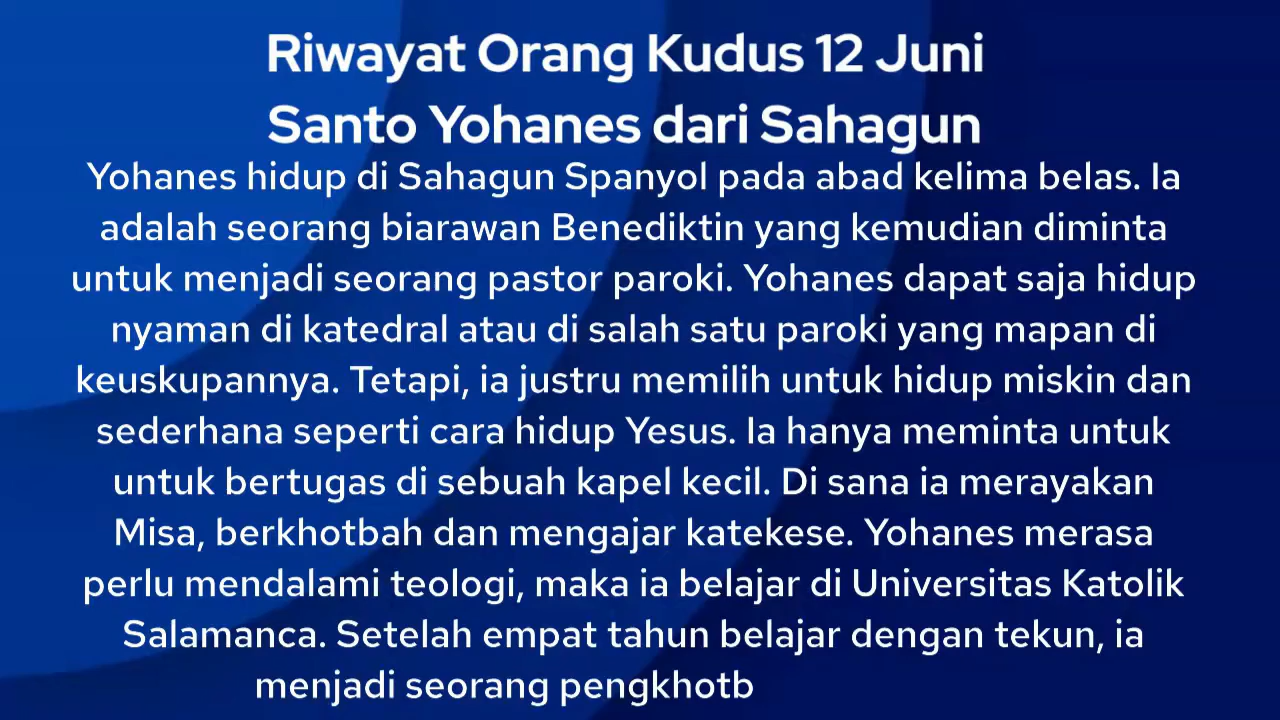 Riwayat Orang Kudus 12 Juni
Santo Yohanes dari Sahagun
Yohanes hidup di Sahagun Spanyol pada abad kelima belas. Ia
adalah seorang biarawan Benediktin yang kemudian diminta
untuk menjadi seorang pastor paroki. Yohanes dapat saja hidup
nyaman di katedral atau di salah satu paroki yang mapan di
keuskupannya. Tetapi, ia justru memilih untuk hidup miskin dan
sederhana seperti cara hidup Yesus. Ia hanya meminta untuk
untuk bertugas di sebuah kapel kecil. Di sana ia merayakan
Misa, berkhotbah dan mengajar katekese. Yohanes merasa
perlu mendalami teologi, maka ia belajar di Universitas Katolik
Salamanca. Setelah empat tahun belajar dengan tekun, ia
menjadi seorang pengkhotb